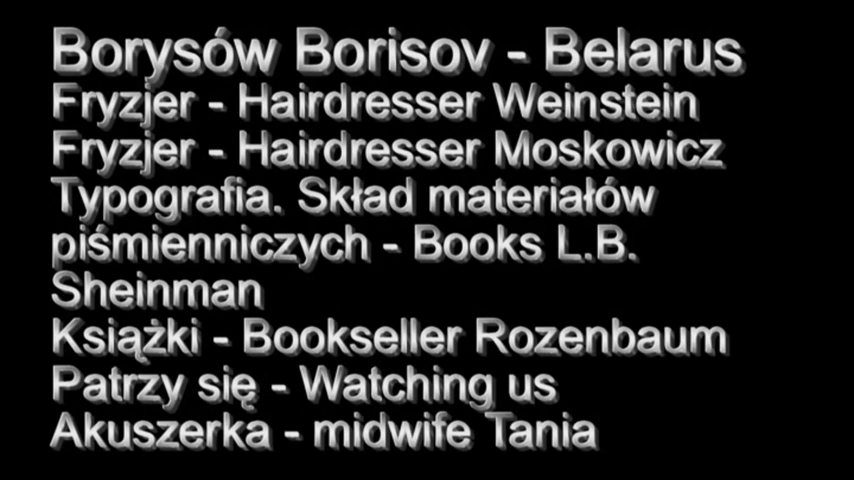 Borysów Borisov - Belarus
Fryzjer - Hairdresser Weinstein
Fryzjer - Hairdresser Moskowicz
Typografia. Skład materiałów
piśmienniczych - Books L.B.
Sheinman
Książki - Bookseller Rozenbaum
Patrzy się - Watching us
Akuszerka - midwife Tania